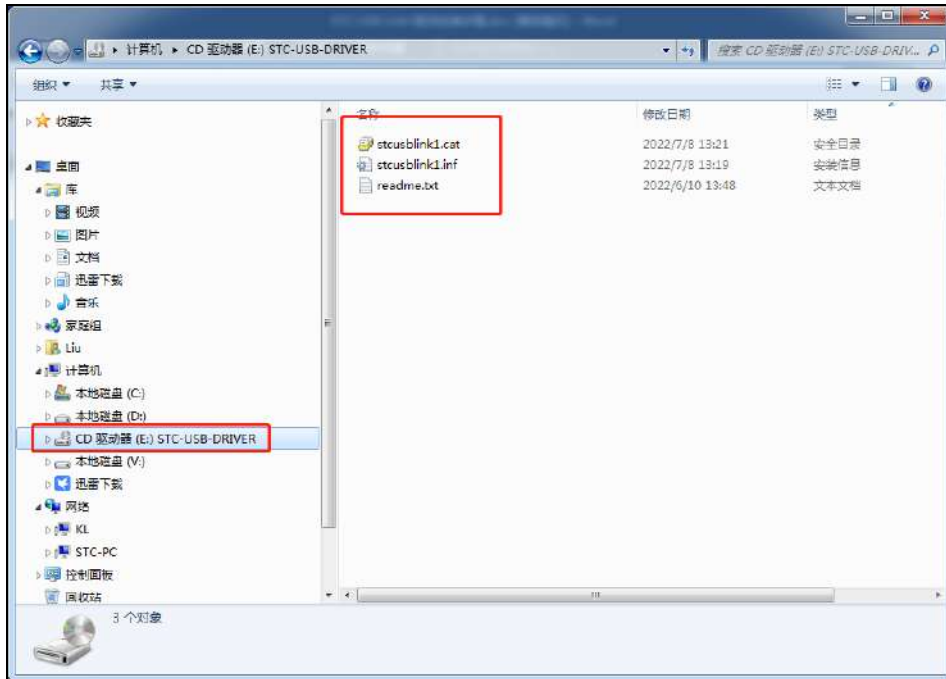 计算机 ▸ CD 驱动器 (E:) STC-USB-DRIVER
搜索 CD 驱动器 (E:) STC-USB-DRIV...
组织 共享
名称 修改日期 类型
stcusblink1.cat 2022/7/8 13:21 安全目录
stcusblink1.inf 2022/7/8 13:19 安装信息
readme.txt 2022/6/10 13:48 文本文档
收藏夹
桌面
库
视频
图片
文档
迅雷下载
音乐
家庭组
Liu
计算机
本地磁盘 (C:)
本地磁盘 (D:)
CD 驱动器 (E:) STC-USB-DRIVER
本地磁盘 (V:)
迅雷下载
网络
KL
STC-PC
控制面板
回收站
3 个对象